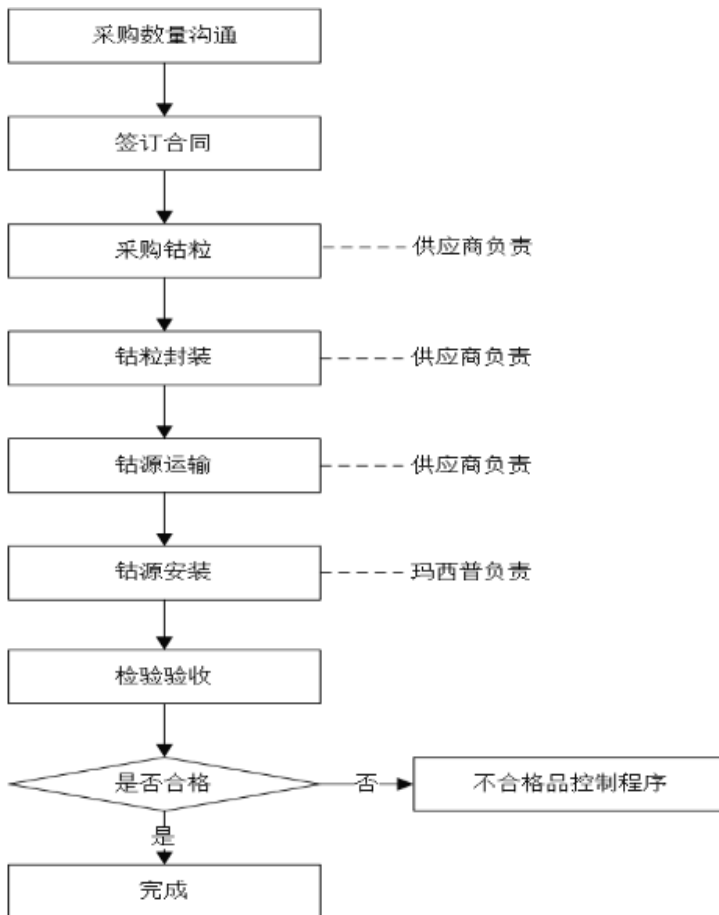 采购数量沟通
签订合同
采购钴粒
供应商负责
钴粒封装
供应商负责
钴源运输
供应商负责
钴源安装
玛西普负责
检验验收
是否合格
否
不合格品控制程序
是
完成